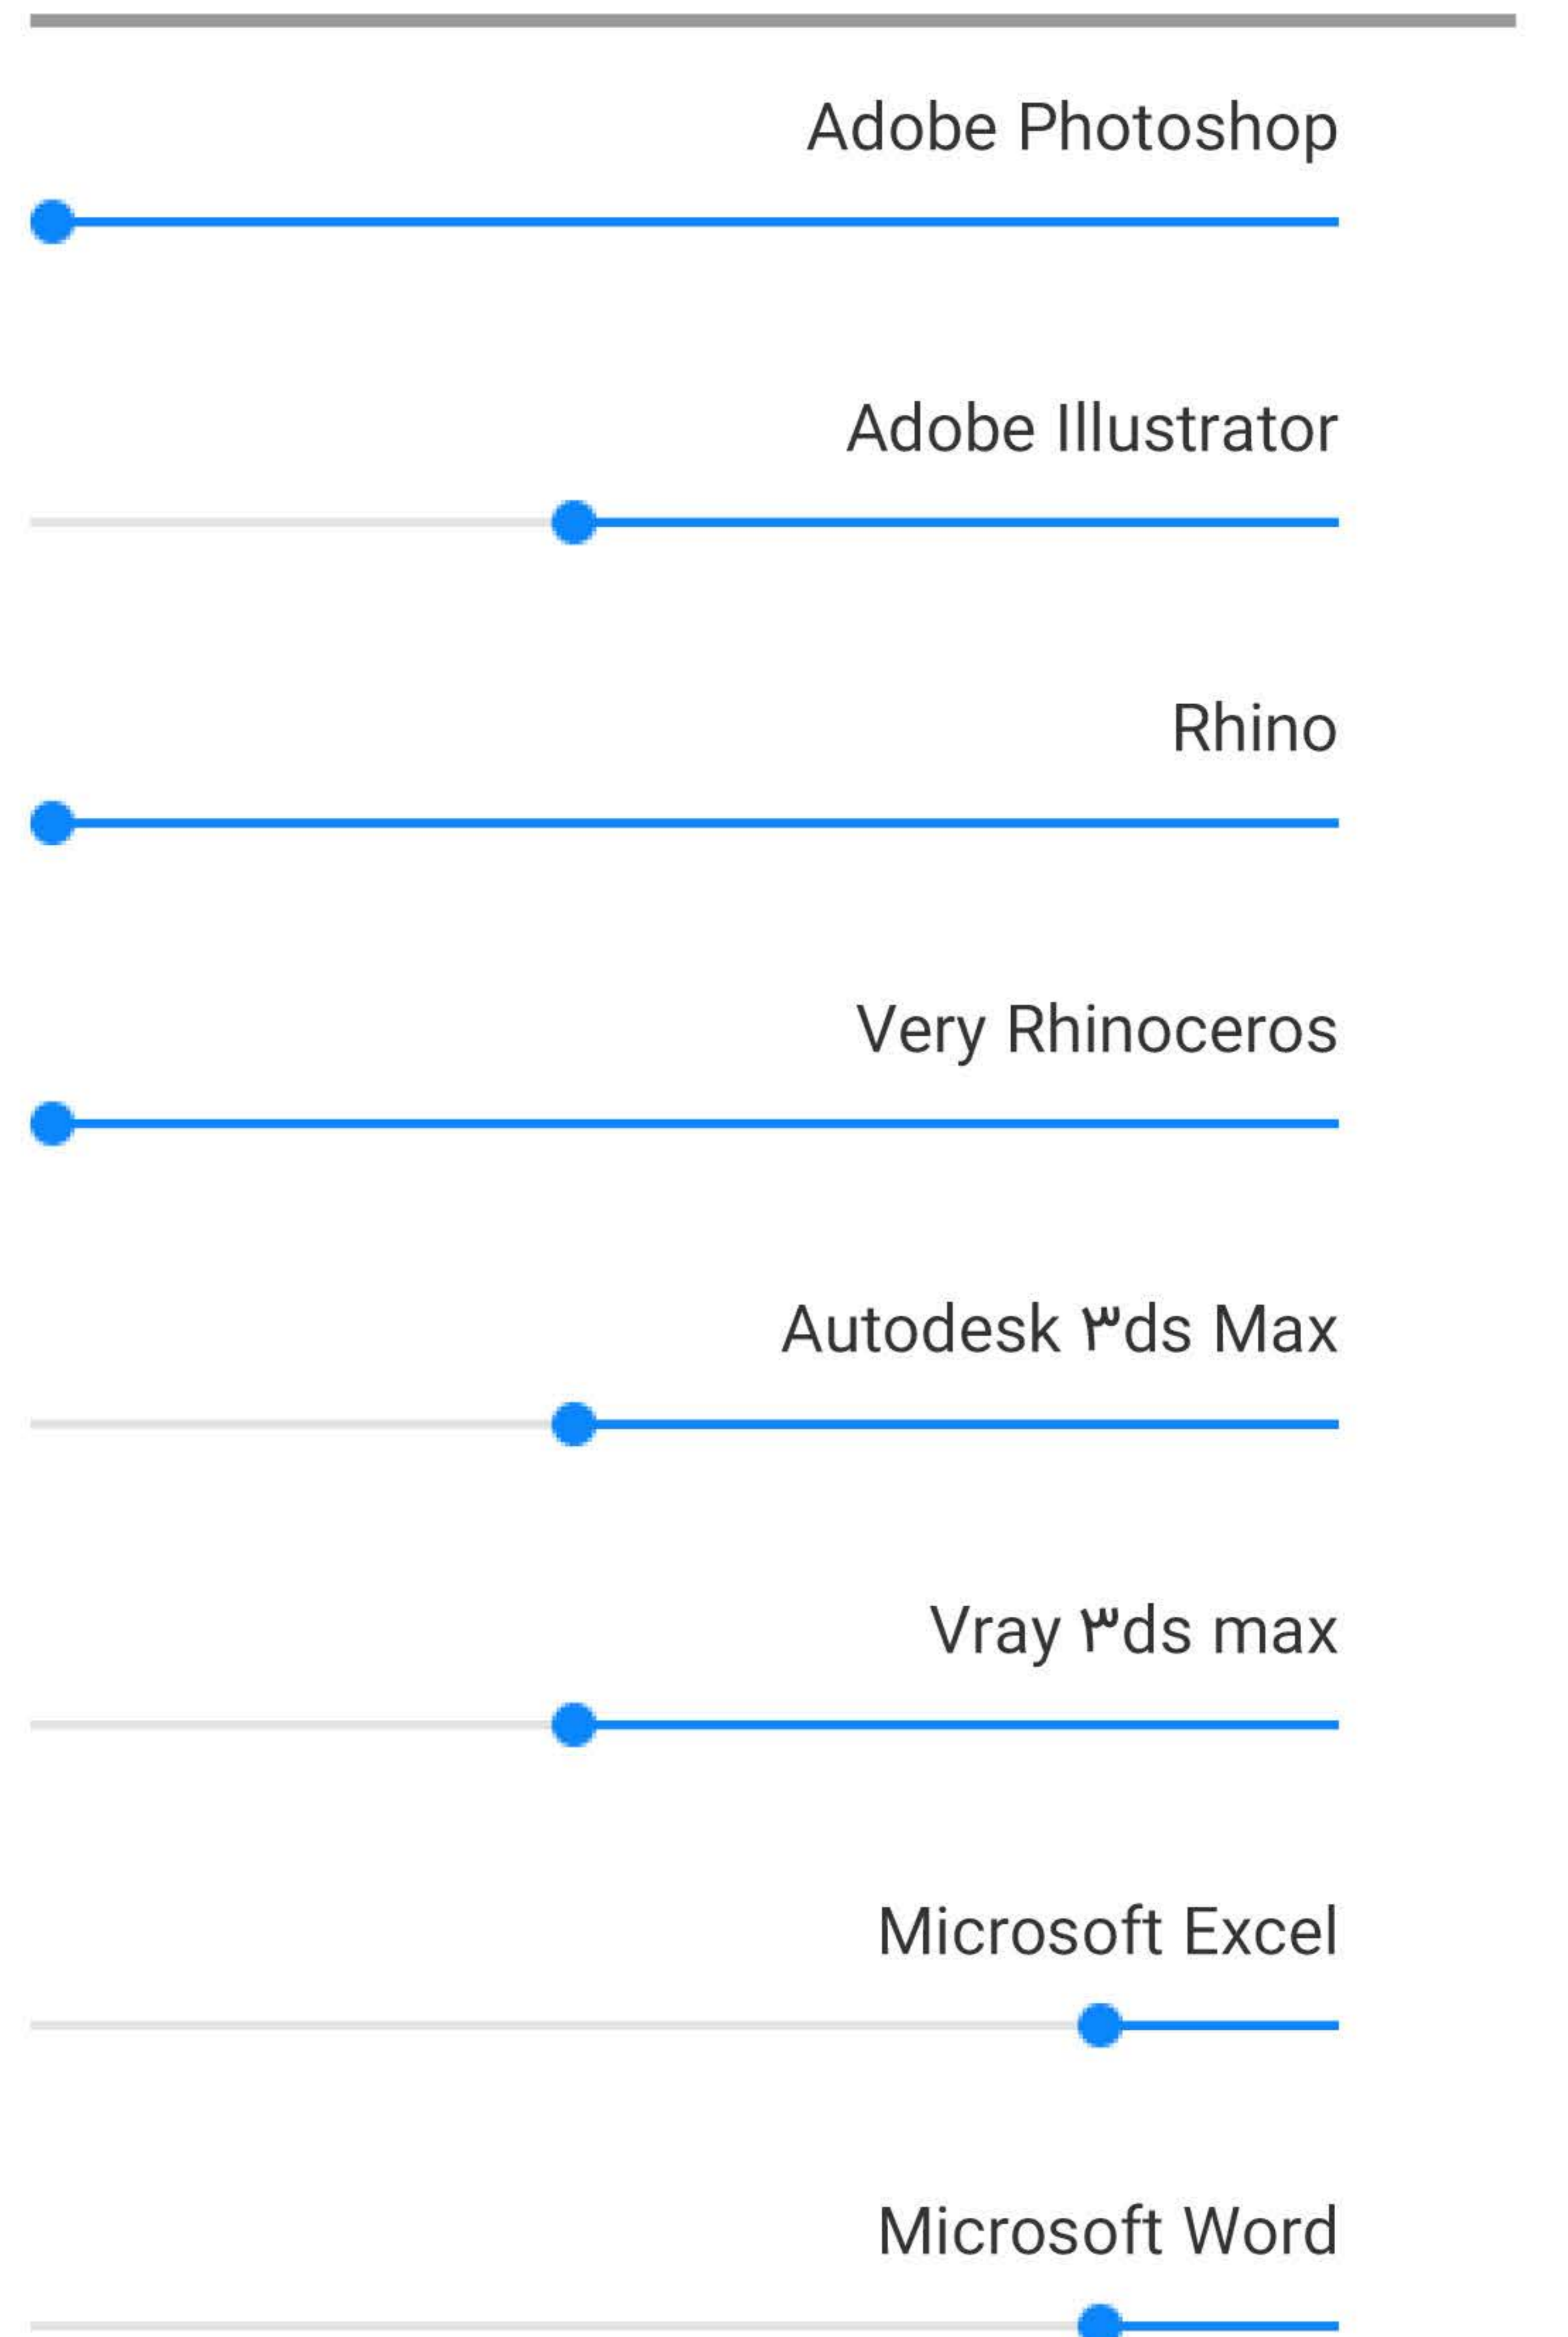 Adobe Photoshop
Adobe Illustrator
Rhino
Very Rhinoceros
Autodesk ۳ds Max
Vray ۳ds max
Microsoft Excel
Microsoft Word